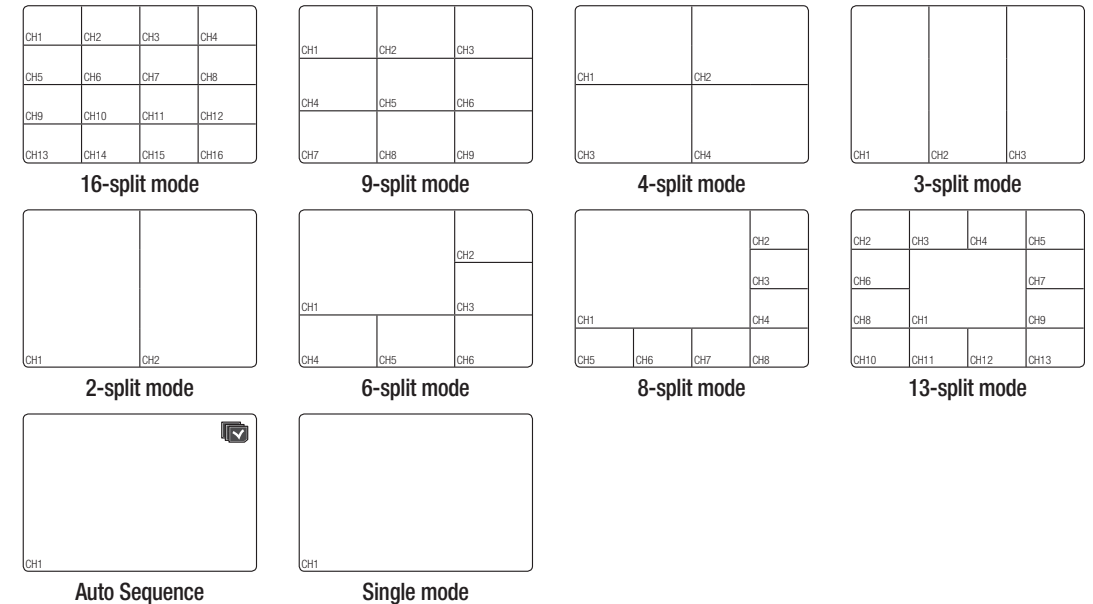 CH1 CH2 CH3 CH4
CH5 CH6 CH7 CH8
CH9 CH10 CH11 CH12
CH13 CH14 CH15 CH16
16-split mode
CH1 CH2 CH3
CH4 CH5 CH6
CH7 CH8 CH9
9-split mode
CH1 CH2
CH3 CH4
4-split mode
CH1 CH2 CH3
3-split mode
CH1 CH2
2-split mode
CH2
CH1 CH3
CH4 CH5 CH6
6-split mode
CH2
CH3
CH1 CH4
CH5 CH6 CH7 CH8
8-split mode
CH2 CH3 CH4 CH5
CH6 CH7
CH8 CH1 CH9
CH10 CH11 CH12 CH13
13-split mode
CH1
Auto Sequence
CH1
Single mode